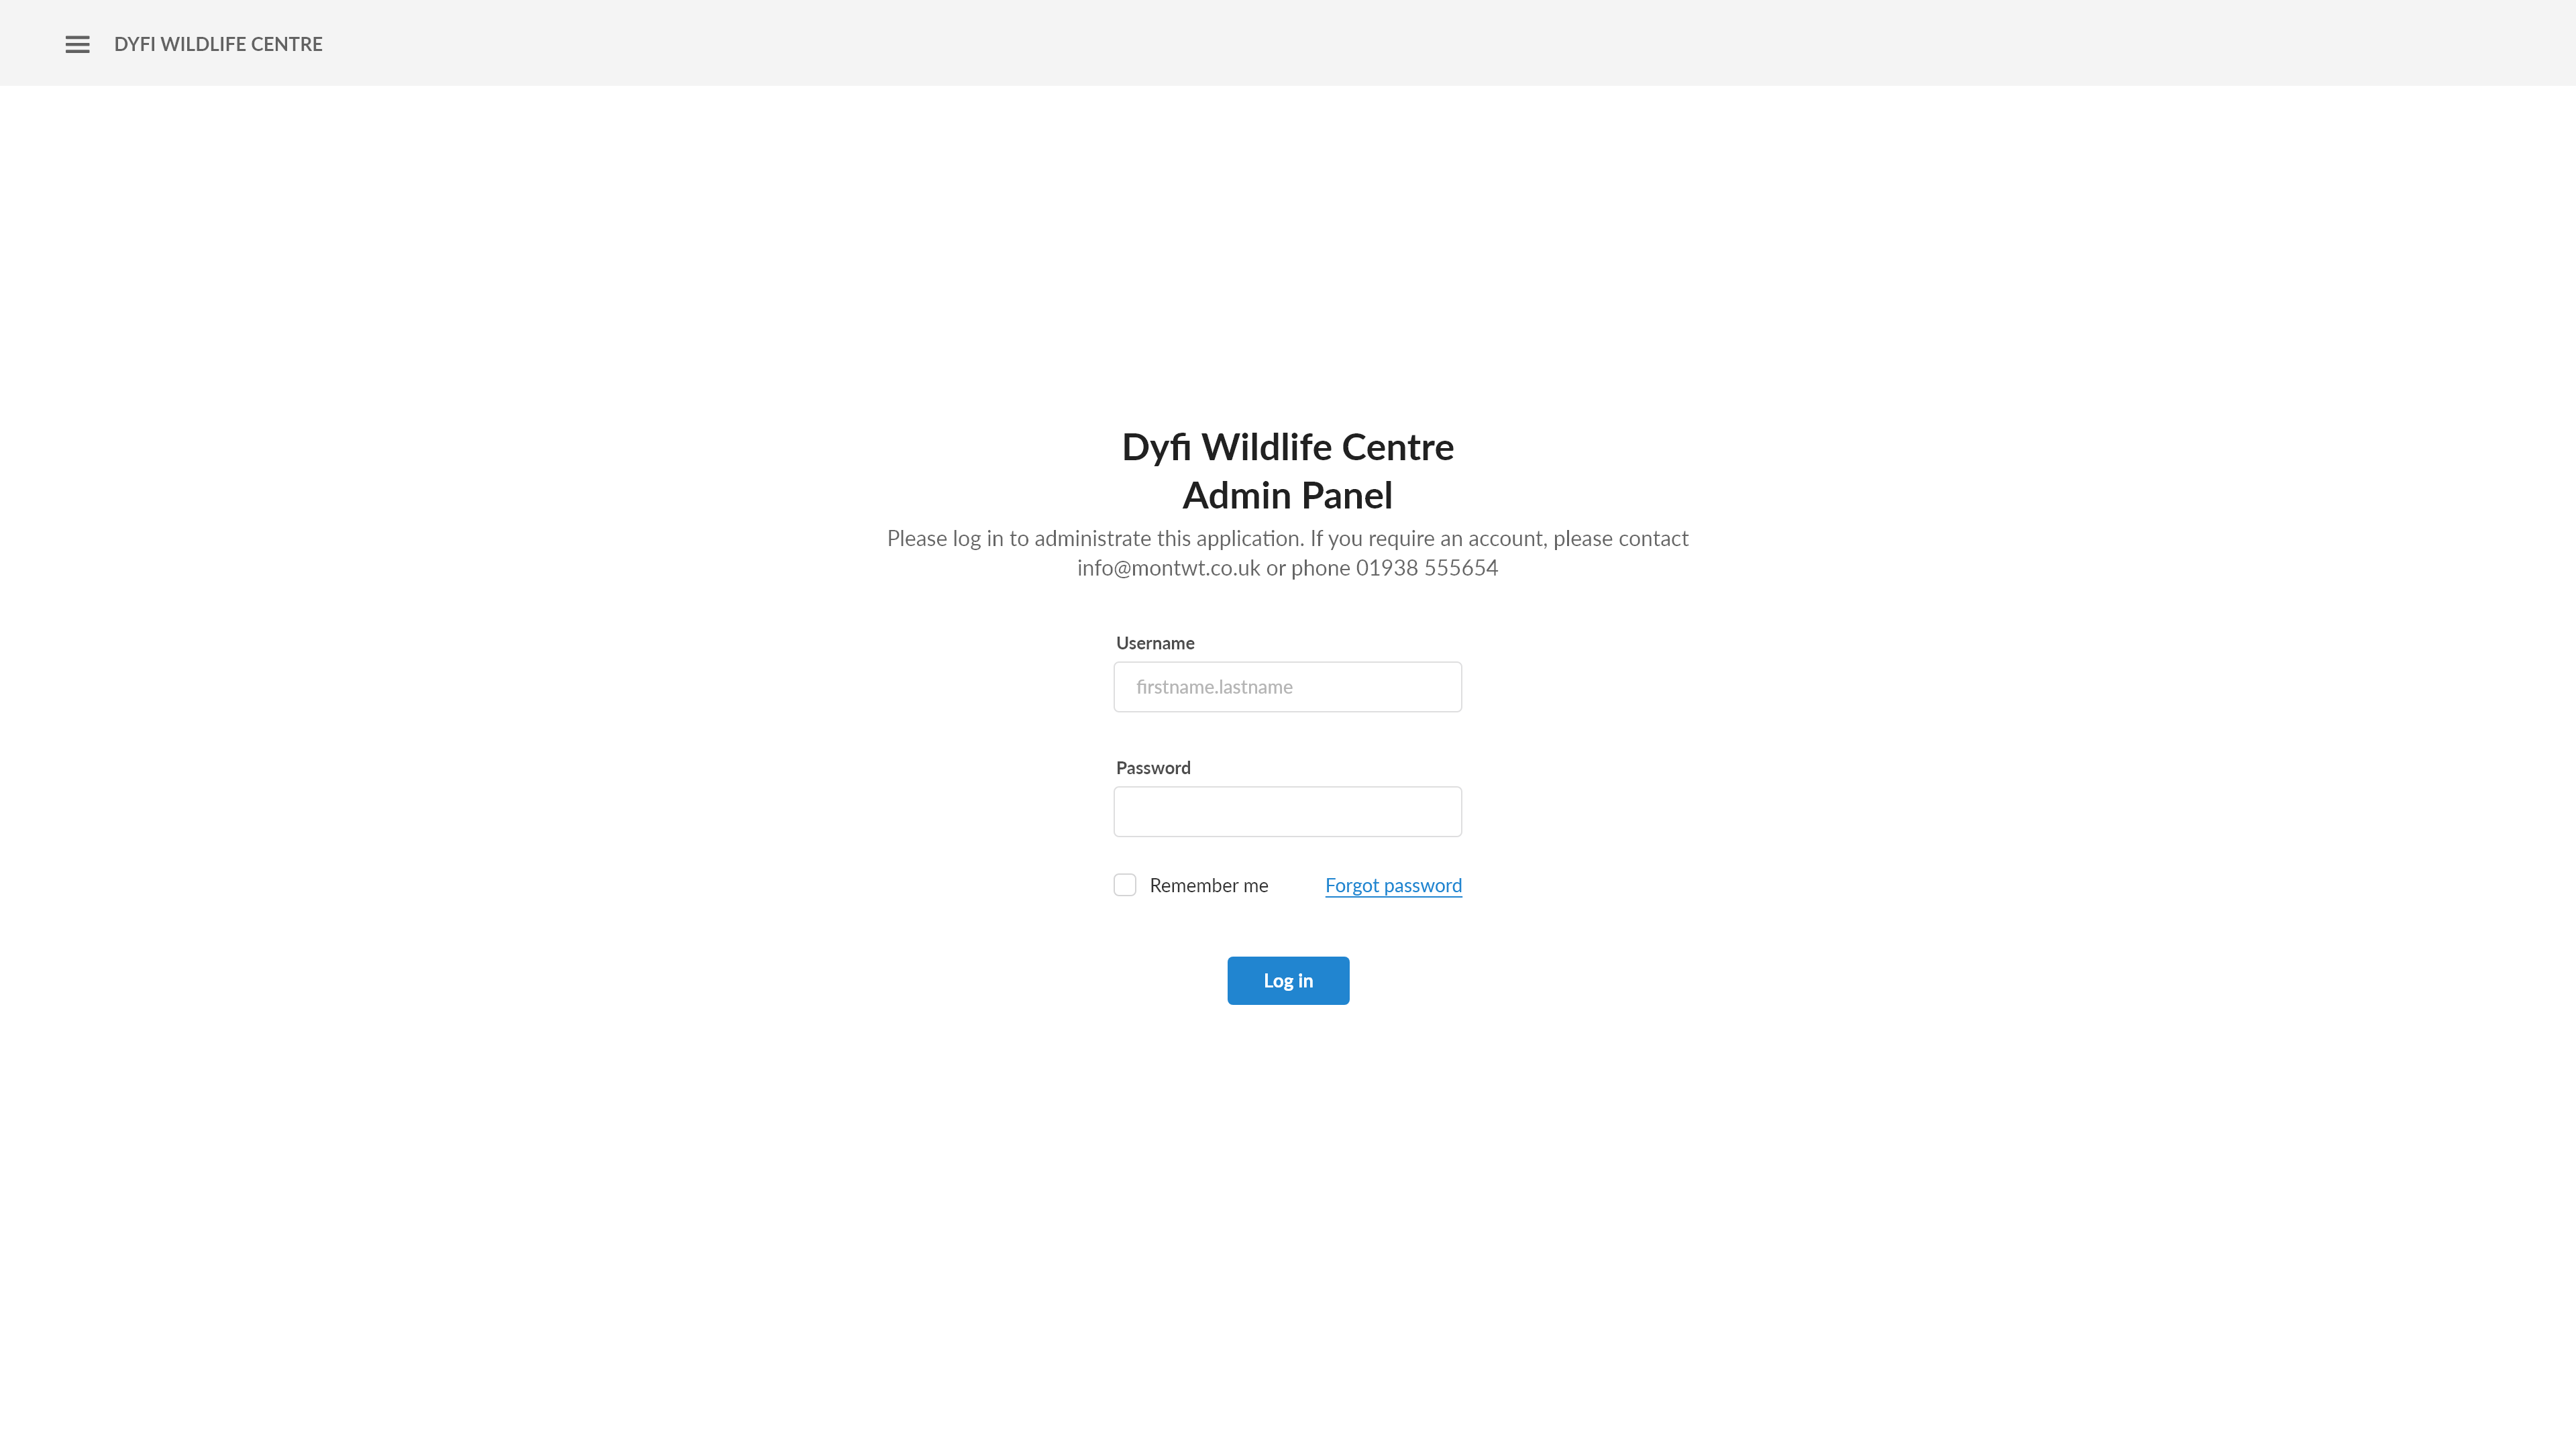 DYFI WILDLIFE CENTRE
Dyfi Wildlife Centre
Admin Panel
Please log in to administrate this application. If you require an account, please contact
info@montwt.co.uk or phone 01938 555654
Username
firstname.lastname
Password
Remember me Forgot password
Log in